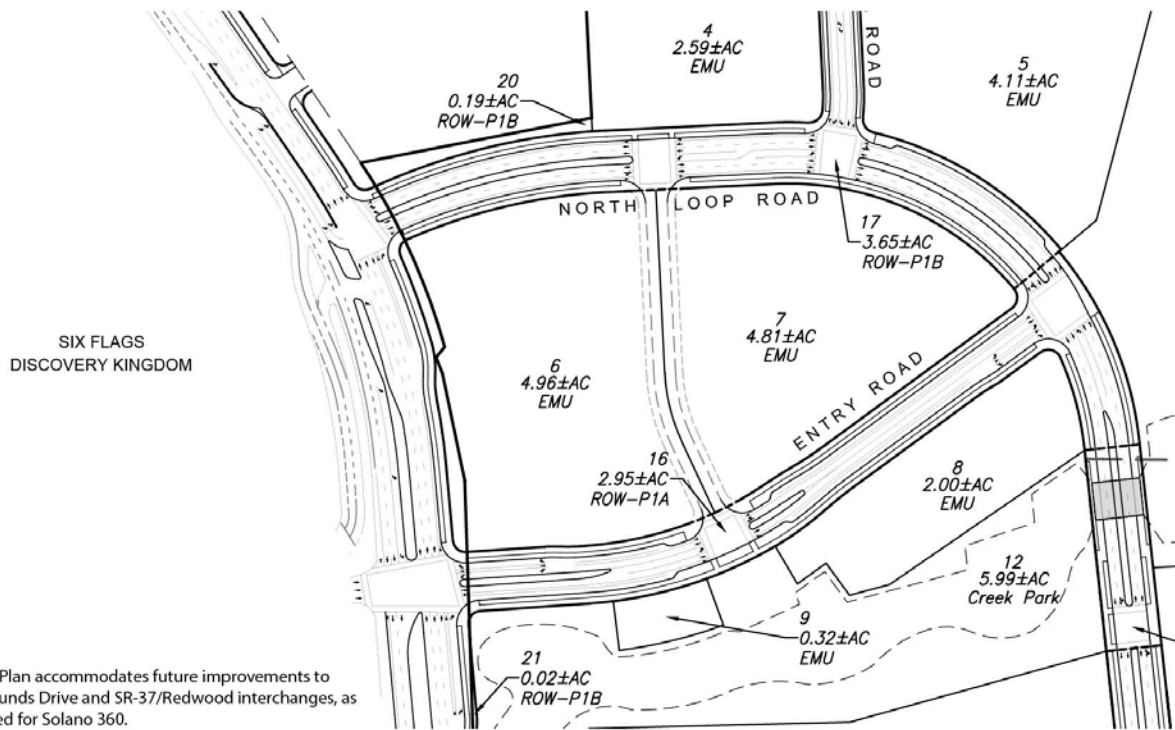 4
2.59±AC
EMU
ROAD
5
4.11±AC
EMU
20
0.19±AC
ROW-P1B
NORTH LOOP ROAD
17
3.65±AC
ROW-P1B
SIX FLAGS
DISCOVERY KINGDOM
6
4.96±AC
EMU
7
4.81±AC
EMU
ENTRY ROAD
16
2.95±AC
ROW-P1A
8
2.00±AC
EMU
12
5.99±AC
Creek Park
9
0.32±AC
EMU
21
0.02±AC
ROW-P1B
Plan accommodates future improvements to
unds Drive and SR-37/Redwood interchanges, as
ed for Solano 360.